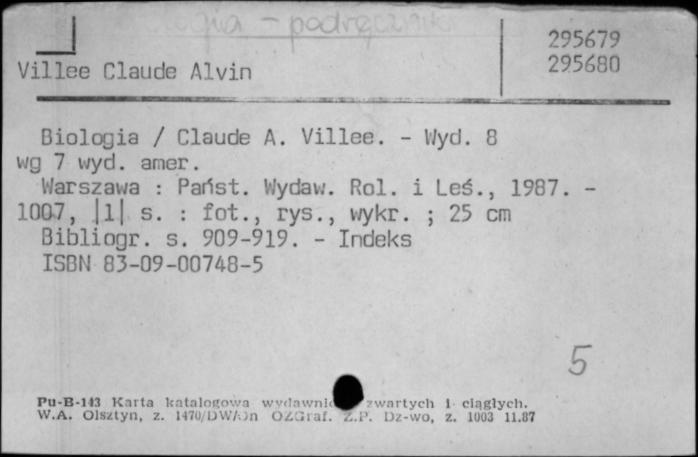 podręczniki
295679
295680
Villee Claude Alvin
Biologia / Claude A. Villee. - Wyd. 8
wg 7 wyd. amer.
Warszawa : Państ. Wydaw. Rol. i Leś., 1987. -
1007, |1| s. : fot., rys., wykr. ; 25 cm
Bibliogr. s. 909-919. - Indeks
ISBN 83-09-00748-5
5
Pu-B-143 Karta katalogowa zwartych i ciągłych.
W.A. Olsztyn, z. 1470/DW/On OZGraf. Z.P. Dz-wo, z. 1003 11.87